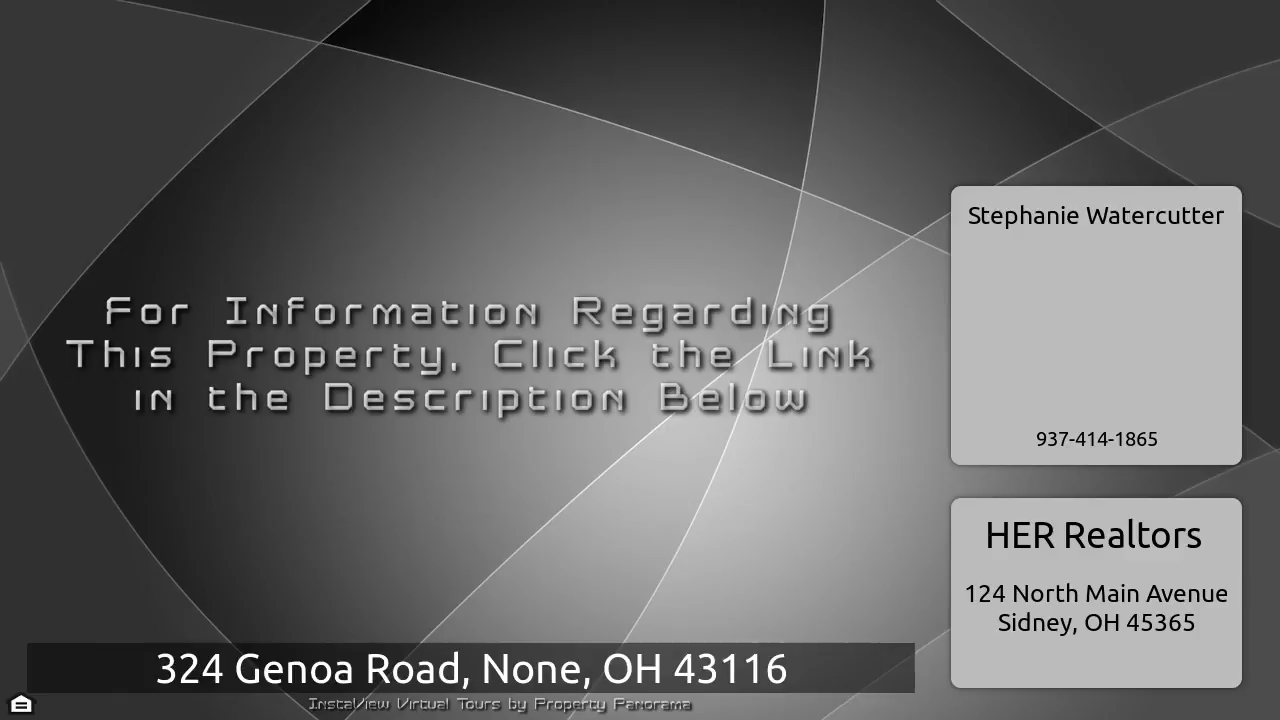 For Information Regarding
This Property, Click the Link
in the Description Below
Stephanie Watercutter
937-414-1865
HER Realtors
124 North Main Avenue
Sidney, OH 45365
324 Genoa Road, None, OH 43116
InstaView Virtual Tours by Property Panorama